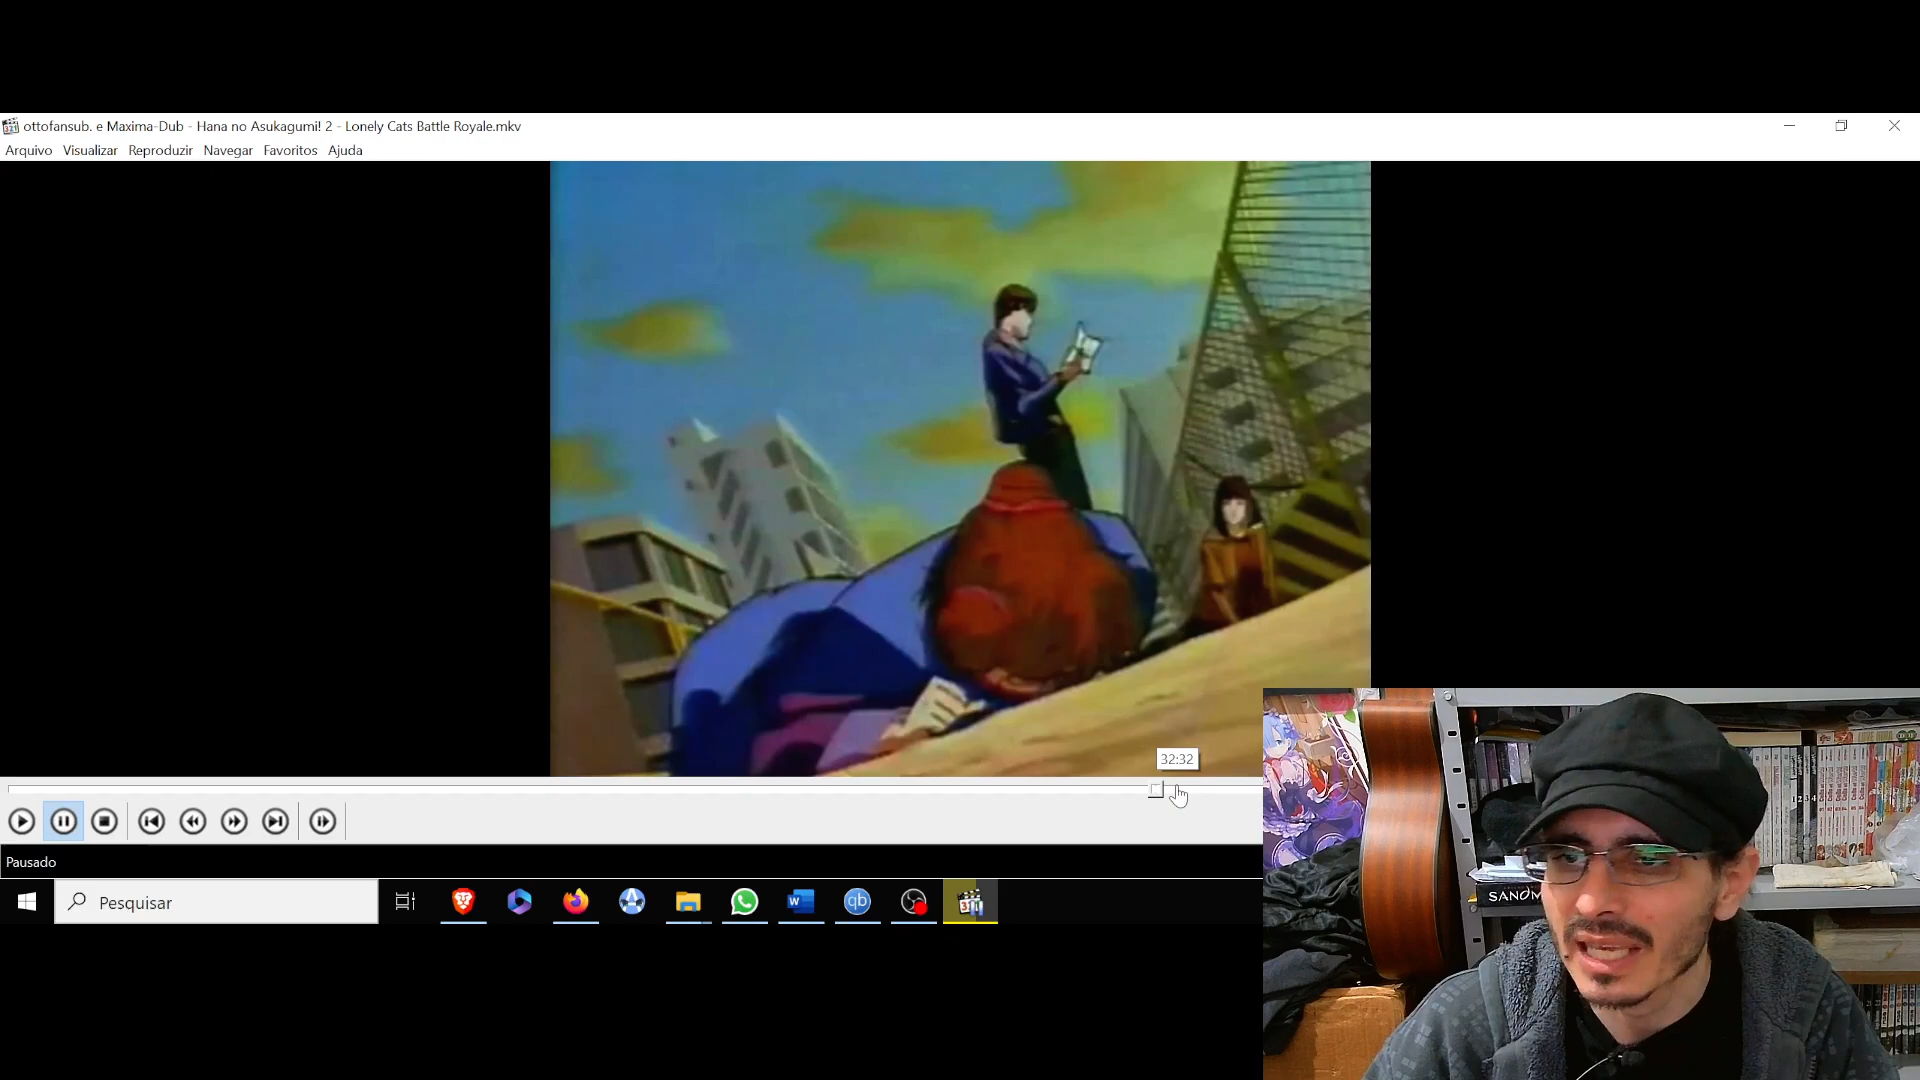 ottofansub. e Maxima-Dub - Hana no Asukagumi! 2 - Lonely Cats Battle Royale.mkv
Arquivo Visualizar Reproduzir Navegar Favoritos Ajuda
32:32
Pausado
Pesquisar
SANDM